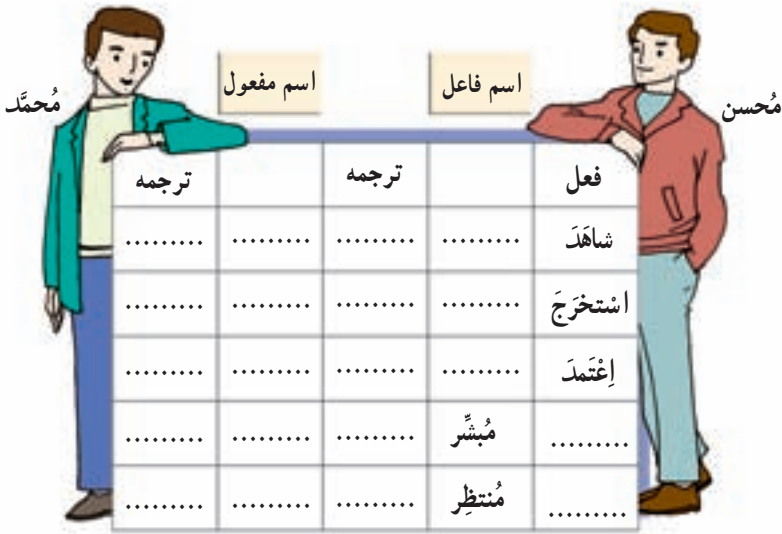 مُحسن
اسم فاعل
اسم مفعول
مُحمَّد
فعل ترجمه ترجمه
شاهَدَ ......... ......... ......... .........
اسْتخرَجَ ......... ......... ......... .........
اِعْتَمدَ ......... ......... ......... .........
......... مُبشِّر ......... ......... .........
......... مُنتظِر ......... ......... .........